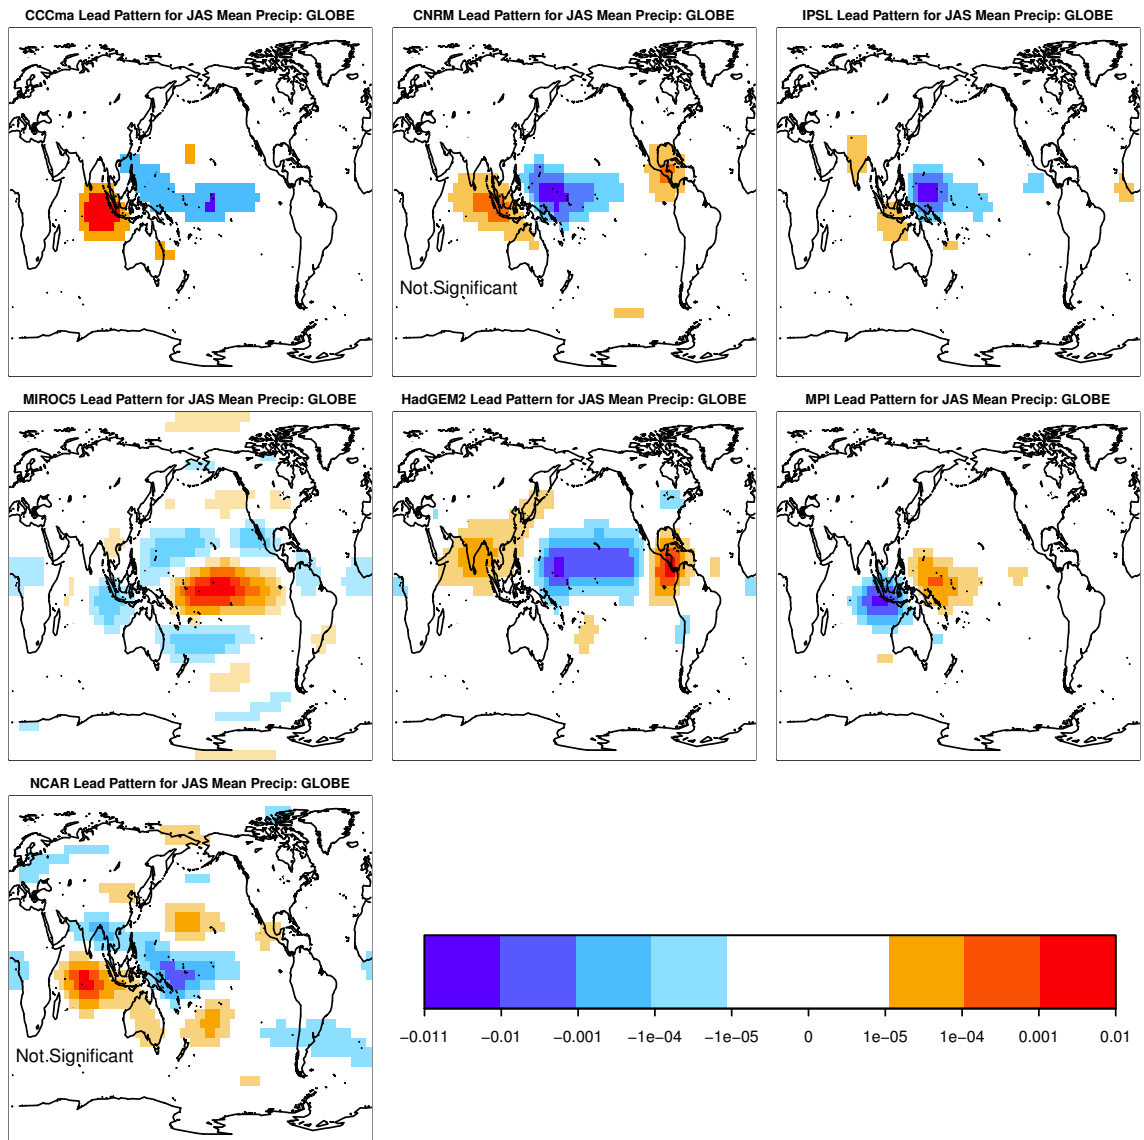 CCCma Lead Pattern for JAS Mean Precip: GLOBE
CNRM Lead Pattern for JAS Mean Precip: GLOBE
IPSL Lead Pattern for JAS Mean Precip: GLOBE
Not.Significant
MIROC5 Lead Pattern for JAS Mean Precip: GLOBE
HadGEM2 Lead Pattern for JAS Mean Precip: GLOBE
MPI Lead Pattern for JAS Mean Precip: GLOBE
NCAR Lead Pattern for JAS Mean Precip: GLOBE
Not.Significant
−0.011 −0.01 −0.001 −1e−04 −1e−05 0 1e−05 1e−04 0.001 0.01